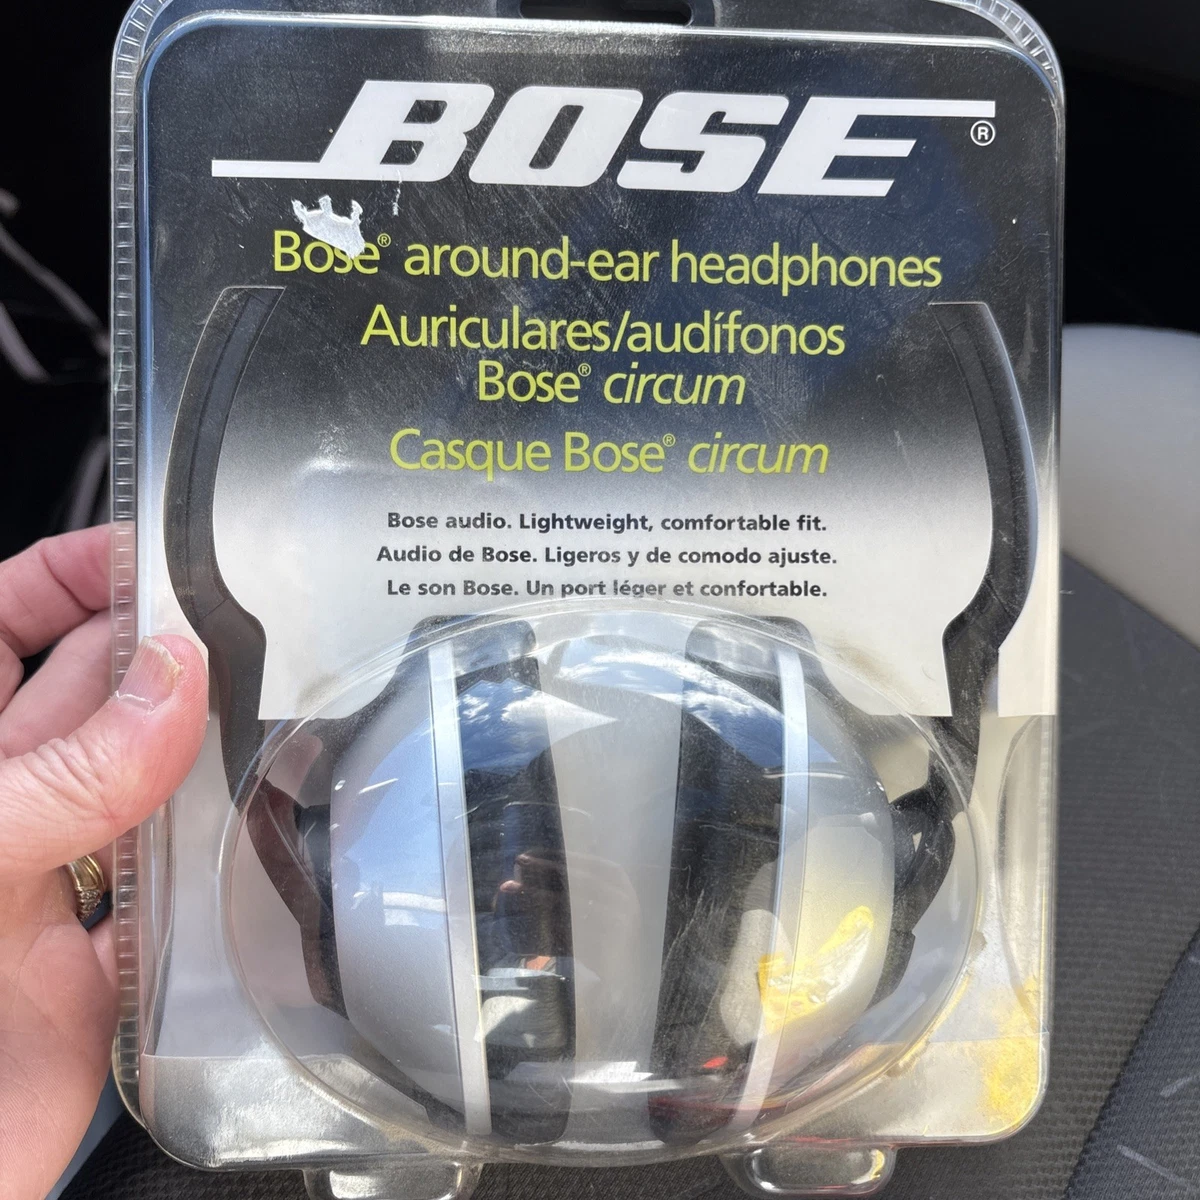 BOSE®
Bose® around-ear headphones
Auriculares/audífonos
Bose® circum
Casque Bose® circum
Bose audio. Lightweight, comfortable fit.
Audio de Bose. Ligeros y de comodo ajuste.
Le son Bose. Un port léger et confortable.